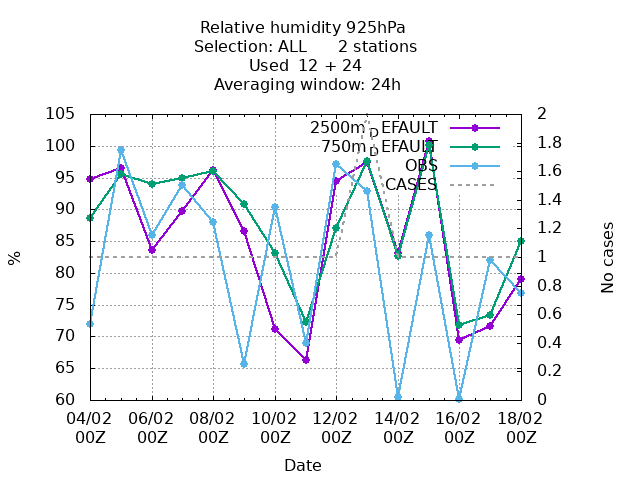 Relative humidity 925hPa
Selection: ALL 2 stations
Used 12 + 24
Averaging window: 24h
105
100
95
90
85
80
75
70
65
60
%
2
1.8
1.6
1.4
1.2
1
0.8
0.6
0.4
0.2
0
No cases
2500m_DEFAULT
750m_DEFAULT
OBS
CASES
04/02 06/02 08/02 10/02 12/02 14/02 16/02 18/02
00Z 00Z 00Z 00Z 00Z 00Z 00Z 00Z
Date